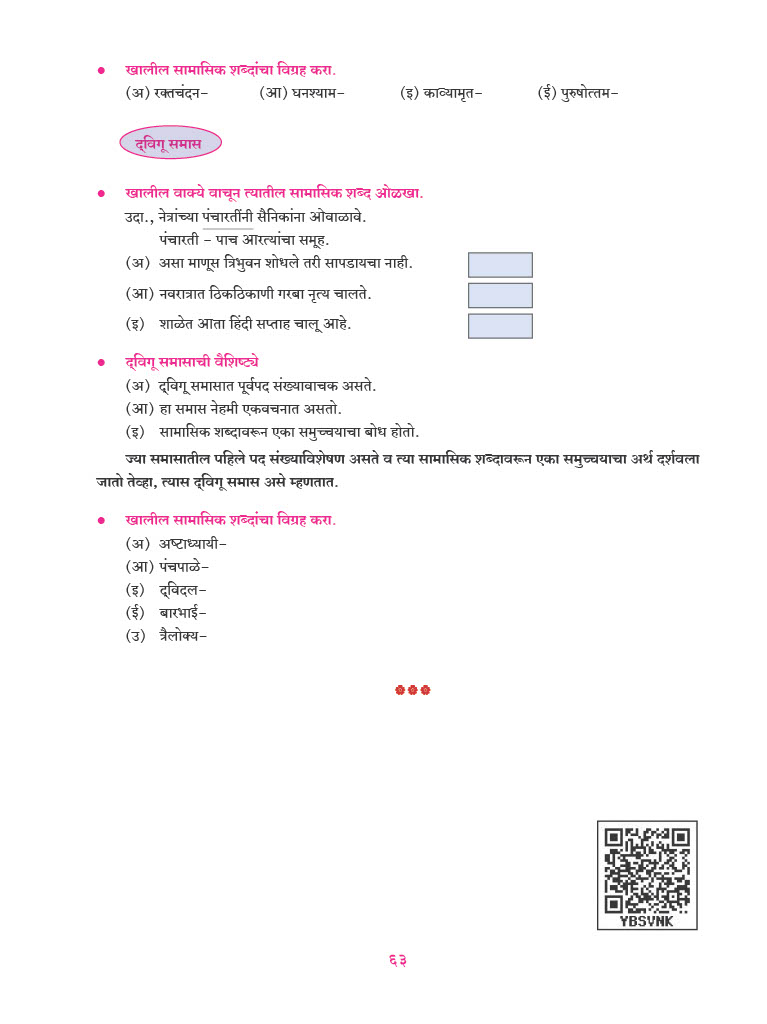 ● खालील सामासिक शब्दांचा विग्रह करा.
(अ) रक्तचंदन– (आ) घनश्याम– (इ) काव्यामृत– (ई) पुरुषोत्तम–
द्‌विगू समास
● खालील वाक्ये वाचून त्यातील सामासिक शब्द ओळखा.
उदा., नेत्रांच्या पंचारतींनी सैनिकांना ओवाळावे.
पंचारती – पाच आरत्यांचा समूह.
(अ) असा माणूस त्रिभुवन शोधले तरी सापडायचा नाही.
(आ) नवरात्रात ठिकठिकाणी गरबा नृत्य चालते.
(इ) शाळेत आता हिंदी सप्ताह चालू आहे.
● द्‌विगू समासाची वैशिष्ट्ये
(अ) द्‌विगू समासात पूर्वपद संख्यावाचक असते.
(आ) हा समास नेहमी एकवचनात असतो.
(इ) सामासिक शब्दावरून एका समुच्चयाचा बोध होतो.
ज्या समासातील पहिले पद संख्याविशेषण असते व त्या सामासिक शब्दावरून एका समुच्चयाचा अर्थ दर्शवला
जातो तेव्हा, त्यास द्‌विगू समास असे म्हणतात.
● खालील सामासिक शब्दांचा विग्रह करा.
(अ) अष्टाध्यायी–
(आ) पंचपाळे–
(इ) द्‌विदल–
(ई) बारभाई–
(उ) त्रैलोक्य–
YBSVNK
६३